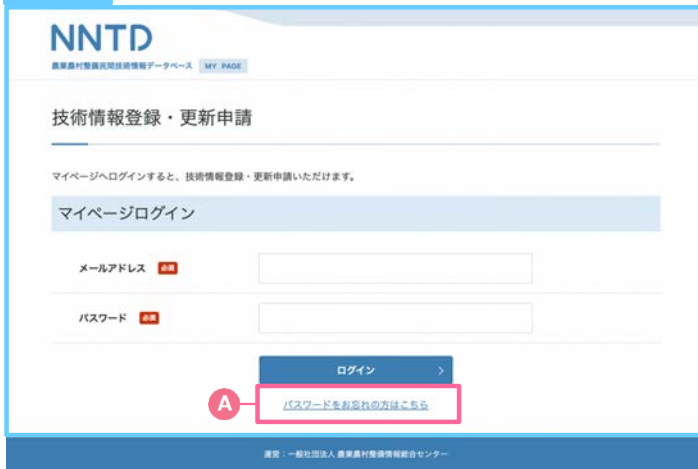 NNTD
農業農村整備民間技術情報データベース MY PAGE
技術情報登録・更新申請
マイページへログインすると、技術情報登録・更新申請いただけます。
マイページログイン
メールアドレス 必須
パスワード 必須
ログイン
A パスワードをお忘れの方はこちら
運営：一般社団法人 農業農村整備情報総合センター